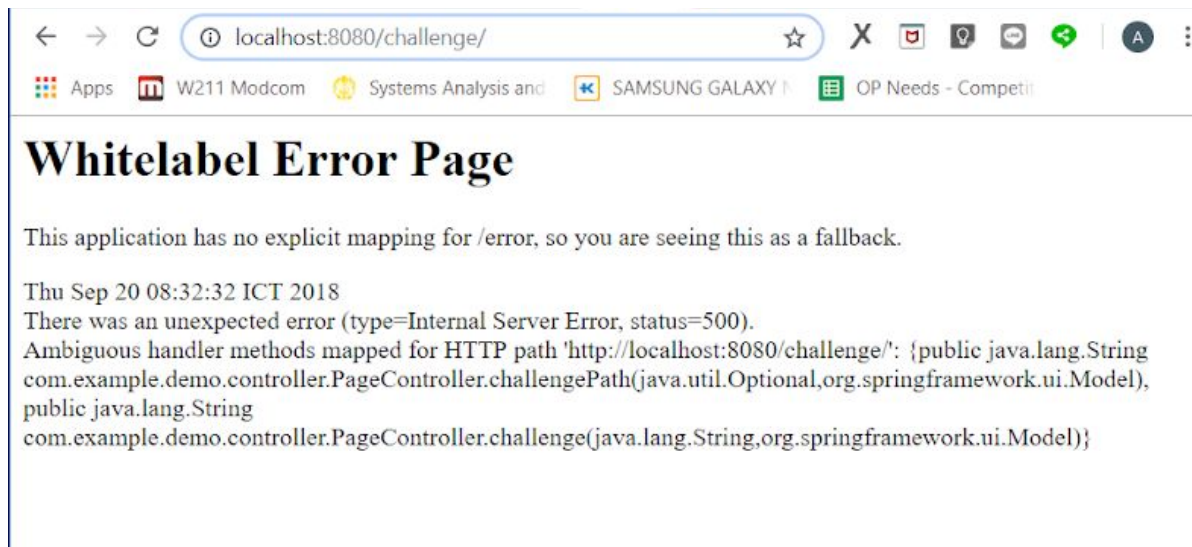 localhost:8080/challenge/
A
Apps W211 Modcom Systems Analysis and SAMSUNG GALAXY OP Needs - Competit
Whitelabel Error Page
This application has no explicit mapping for /error, so you are seeing this as a fallback.
Thu Sep 20 08:32:32 ICT 2018
There was an unexpected error (type=Internal Server Error, status=500).
Ambiguous handler methods mapped for HTTP path 'http://localhost:8080/challenge/': {public java.lang.String
com.example.demo.controller.PageController.challengePath(java.util.Optional,org.springframework.ui.Model),
public java.lang.String
com.example.demo.controller.PageController.challenge(java.lang.String,org.springframework.ui.Model)}